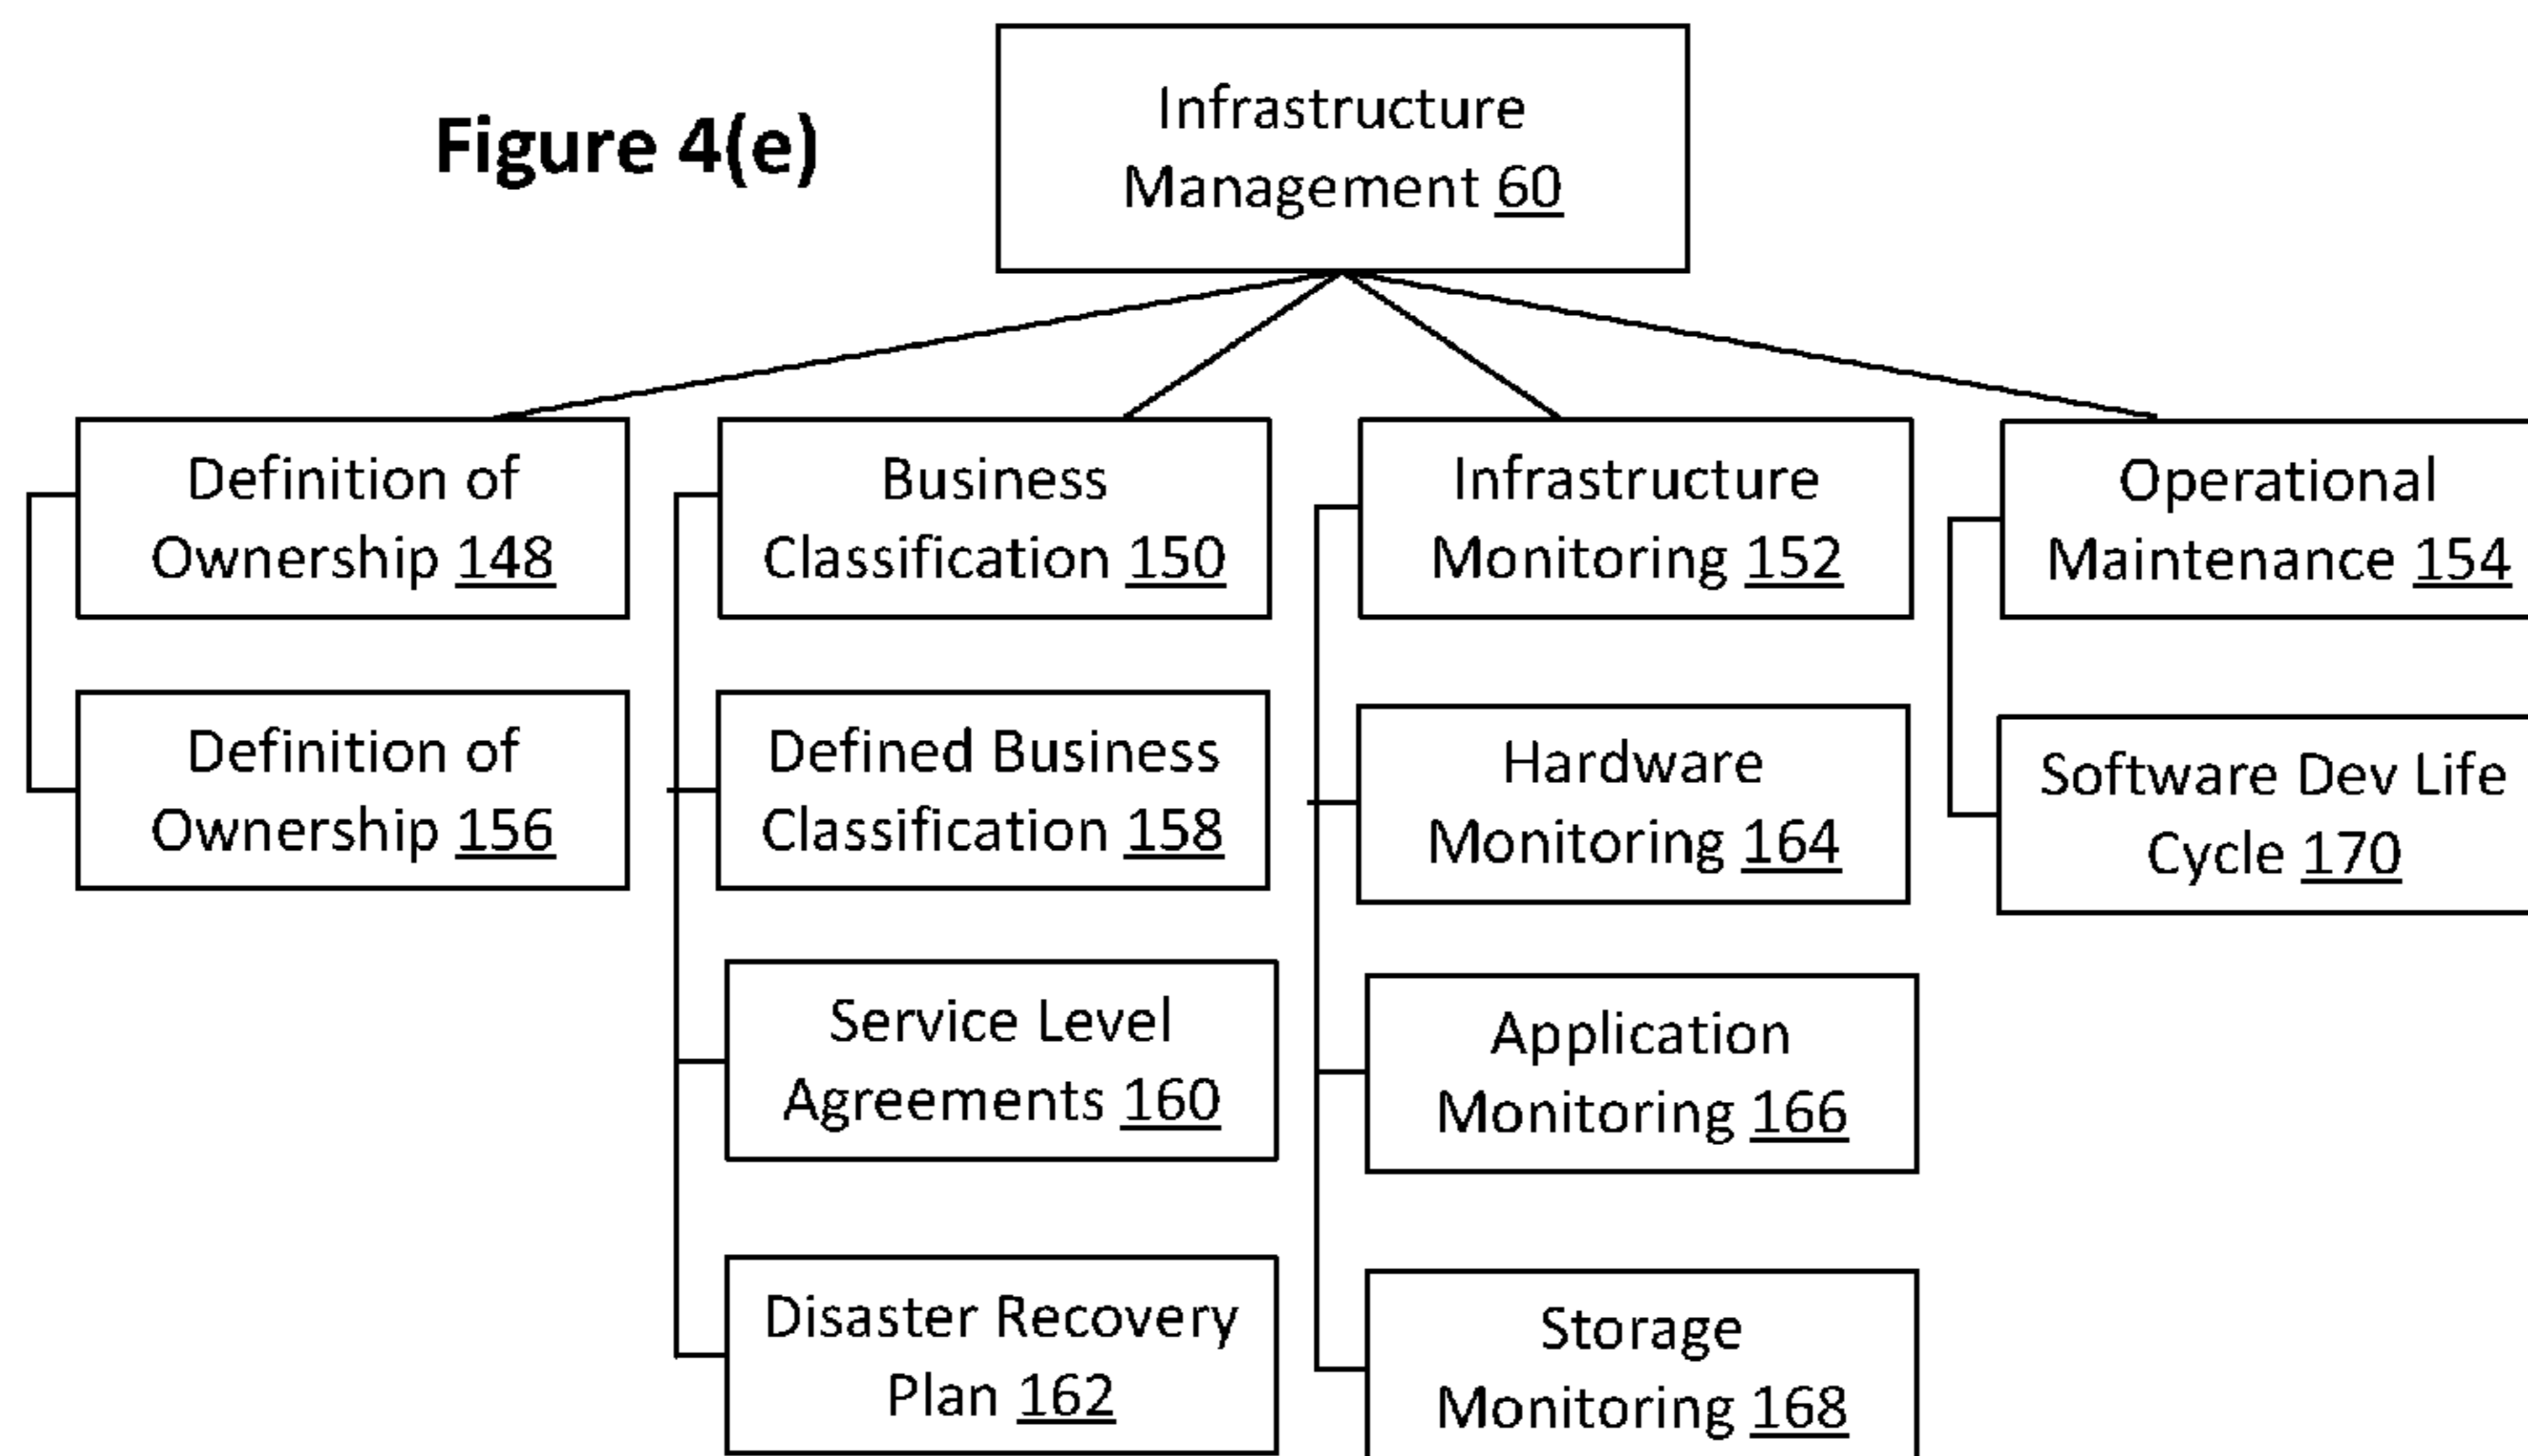 Figure 4(e)
Infrastructure
Management 60
Definition of
Ownership 148
Business
Classification 150
Infrastructure
Monitoring 152
Operational
Maintenance 154
Definition of
Ownership 156
Defined Business
Classification 158
Hardware
Monitoring 164
Software Dev Life
Cycle 170
Service Level
Agreements 160
Application
Monitoring 166
Disaster Recovery
Plan 162
Storage
Monitoring 168